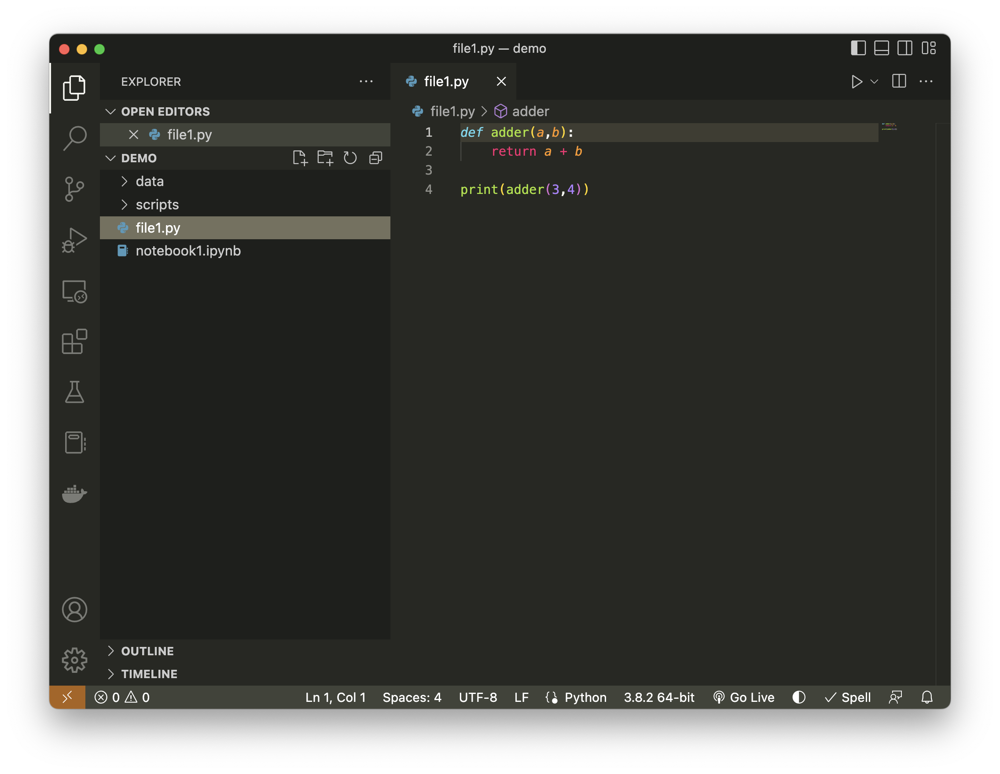 file1.py — demo
EXPLORER
OPEN EDITORS
file1.py
DEMO
data
scripts
file1.py
notebook1.ipynb
OUTLINE
TIMELINE
file1.py
file1.py > adder
1 def adder(a,b):
2     return a + b
3
4 print(adder(3,4))
0 0 Ln 1, Col 1 Spaces: 4 UTF-8 LF Python 3.8.2 64-bit Go Live Spell